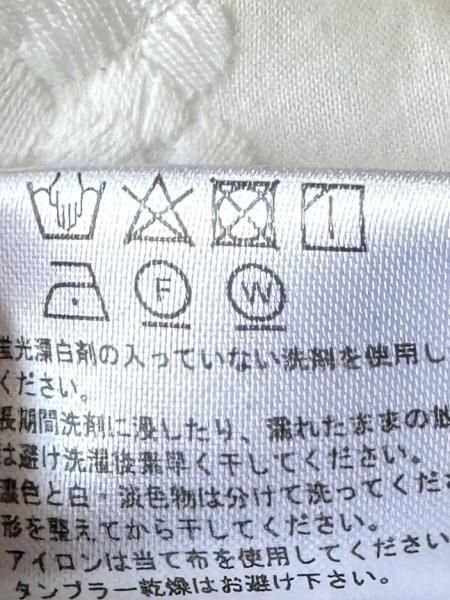 F W
蛍光漂白剤の入っていない洗剤を使用し
ください。
長期間洗剤に浸したり、濡れたままの
は避け洗濯後素早く干してください。
濃色と白・淡色物は分けて洗ってくださ
形を整えてから干してください。
アイロンは当て布を使用してください
タンブラー乾燥はお避け下さい。